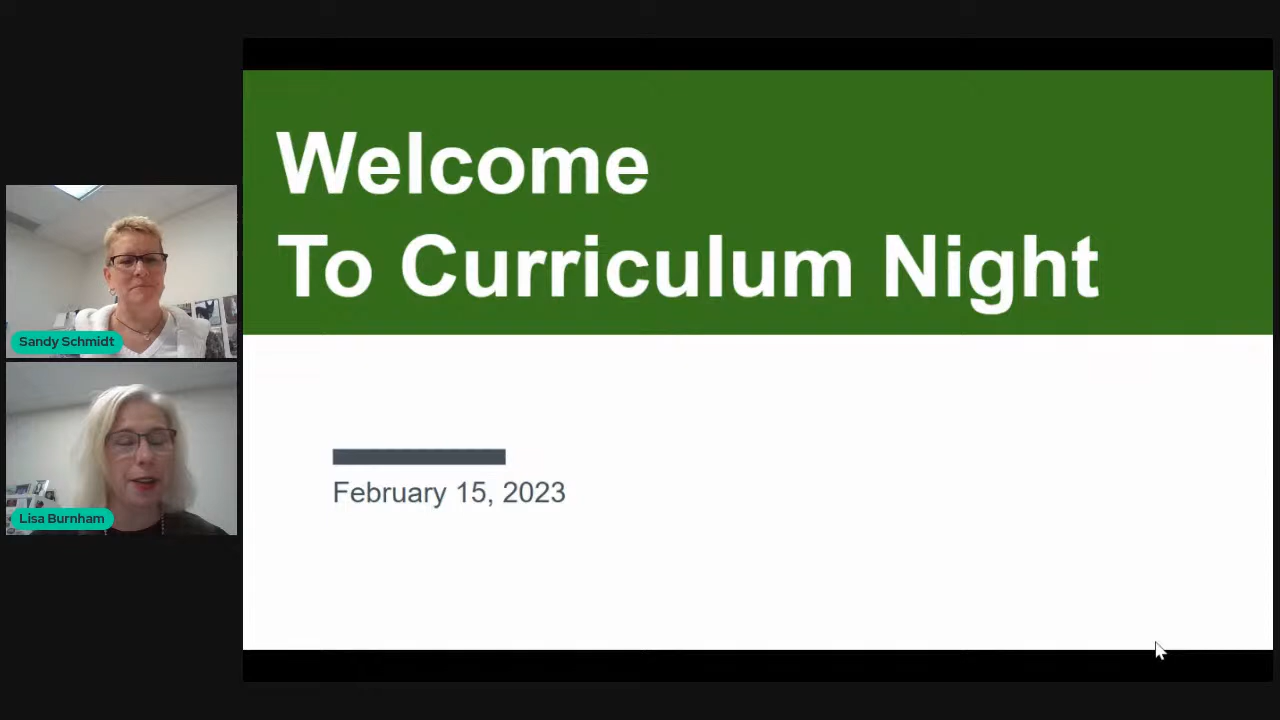 Welcome
To Curriculum Night
February 15, 2023
Sandy Schmidt
Lisa Burnham